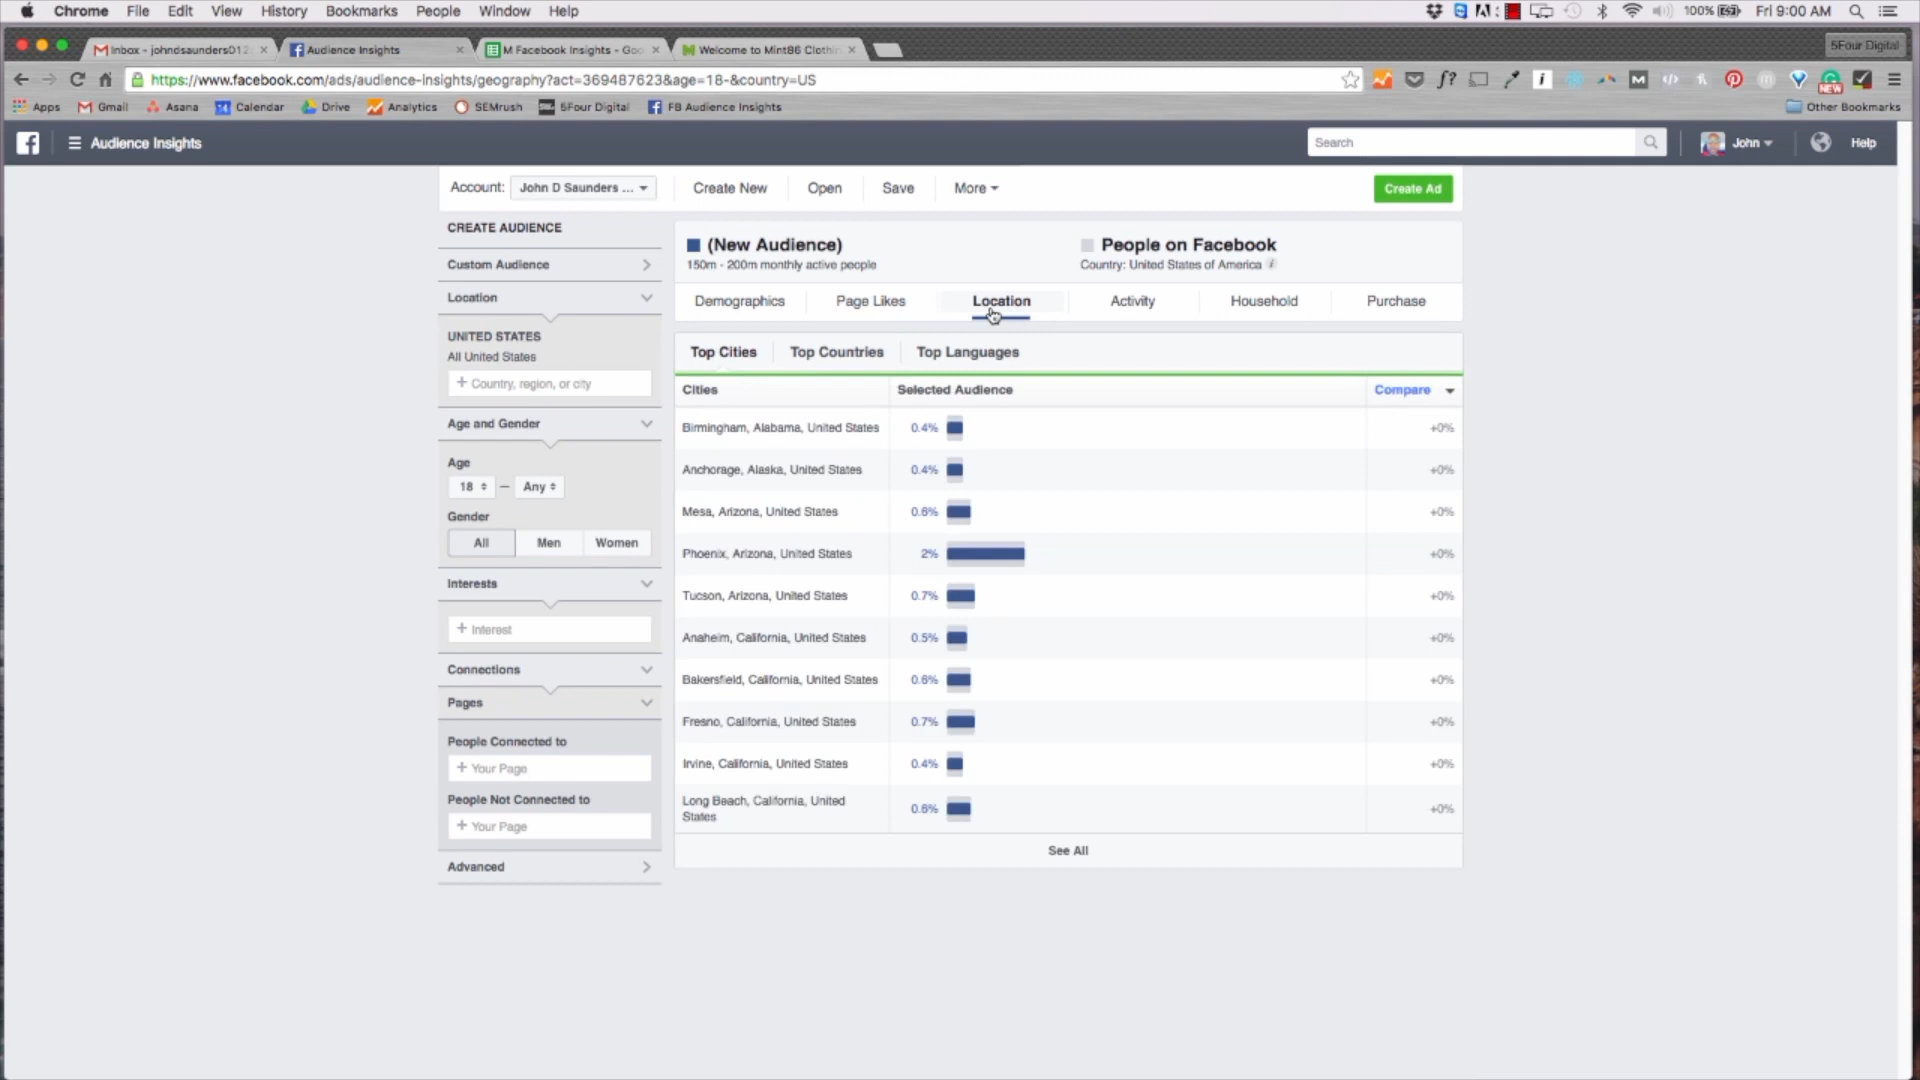 Chrome File Edit View History Bookmarks People Window Help 100% Fri 9:00 AM
Inbox - johndsaunders012 Audience Insights M Facebook Insights - Goo Welcome to Mint86 Clothin 5Four Digital
https://www.facebook.com/ads/audience-insights/geography?act=369487623&age=18-&country=US
Apps Gmail Asana Calendar Drive Analytics SEMrush 5Four Digital FB Audience Insights Other Bookmarks
Audience Insights Search John Help
Account: John D Saunders ... Create New Open Save More Create Ad
CREATE AUDIENCE
Custom Audience
Location
UNITED STATES
All United States
+ Country, region, or city
Age and Gender
Age
18 — Any
Gender
All Men Women
Interests
+ Interest
Connections
Pages
People Connected to
+ Your Page
People Not Connected to
+ Your Page
Advanced
(New Audience)
150m - 200m monthly active people
People on Facebook
Country: United States of America i
Demographics Page Likes Location Activity Household Purchase
Top Cities Top Countries Top Languages
Cities Selected Audience Compare
Birmingham, Alabama, United States 0.4% +0%
Anchorage, Alaska, United States 0.4% +0%
Mesa, Arizona, United States 0.6% +0%
Phoenix, Arizona, United States 2% +0%
Tucson, Arizona, United States 0.7% +0%
Anaheim, California, United States 0.5% +0%
Bakersfield, California, United States 0.6% +0%
Fresno, California, United States 0.7% +0%
Irvine, California, United States 0.4% +0%
Long Beach, California, United States 0.6% +0%
See All